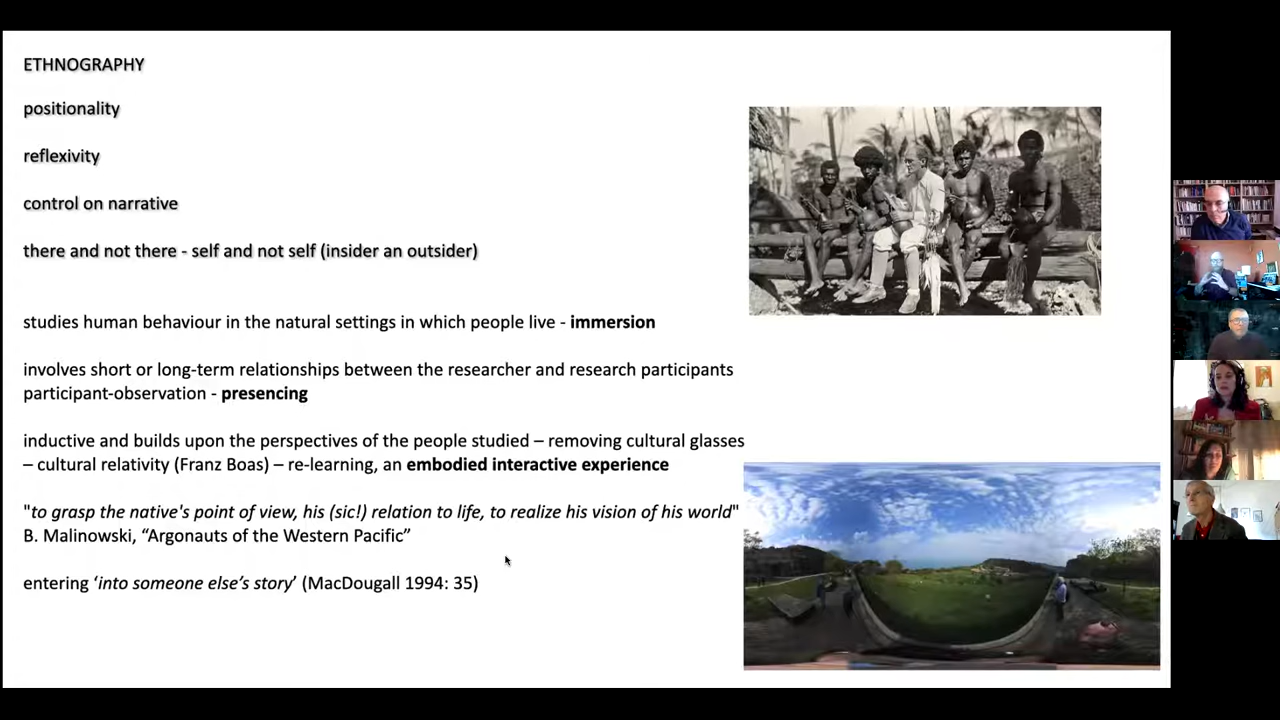 ETHNOGRAPHY
positionality
reflexivity
control on narrative
there and not there - self and not self (insider an outsider)
studies human behaviour in the natural settings in which people live - immersion
involves short or long-term relationships between the researcher and research participants
participant-observation - presencing
inductive and builds upon the perspectives of the people studied – removing cultural glasses
– cultural relativity (Franz Boas) – re-learning, an embodied interactive experience
"to grasp the native's point of view, his (sic!) relation to life, to realize his vision of his world"
B. Malinowski, “Argonauts of the Western Pacific”
entering ‘into someone else’s story’ (MacDougall 1994: 35)